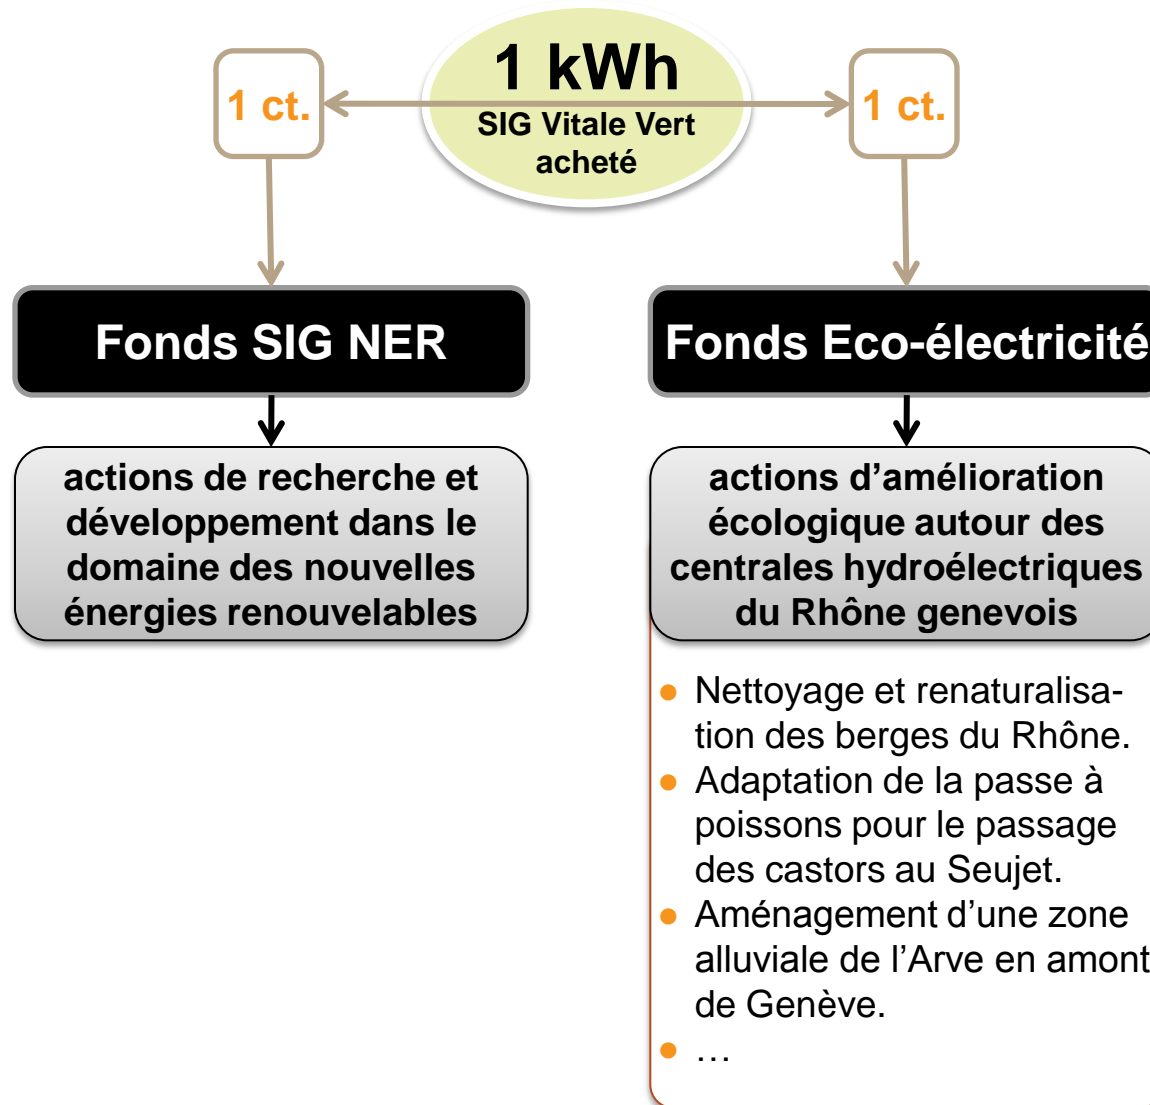 1 kWh
SIG Vitale Vert
acheté
1 ct.
1 ct.
Fonds SIG NER
actions de recherche et
développement dans le
domaine des nouvelles
énergies renouvelables
Fonds Eco-électricité
actions d’amélioration
écologique autour des
centrales hydroélectriques
du Rhône genevois
● Nettoyage et renaturalisa-
tion des berges du Rhône.
● Adaptation de la passe à
poissons pour le passage
des castors au Seujet.
● Aménagement d’une zone
alluviale de l’Arve en amont
de Genève.
● …